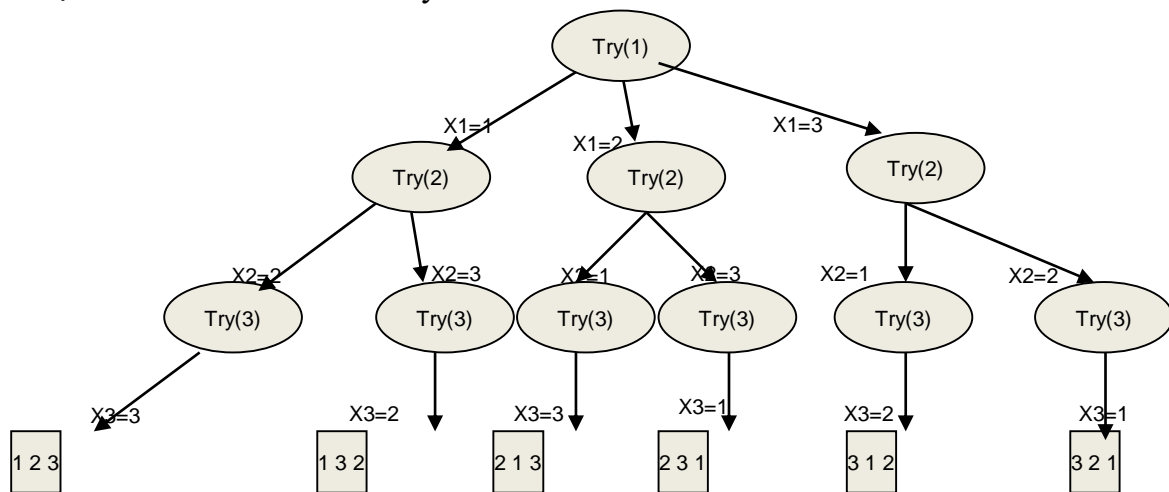 Try(1)
X1=1
X1=2
X1=3
Try(2)
Try(2)
Try(2)
X2=2
X2=3
X2=1
X2=3
X2=1
X2=2
Try(3)
Try(3)
Try(3)
Try(3)
Try(3)
Try(3)
X3=3
X3=2
X3=3
X3=1
X3=2
X3=1
1 2 3
1 3 2
2 1 3
2 3 1
3 1 2
3 2 1